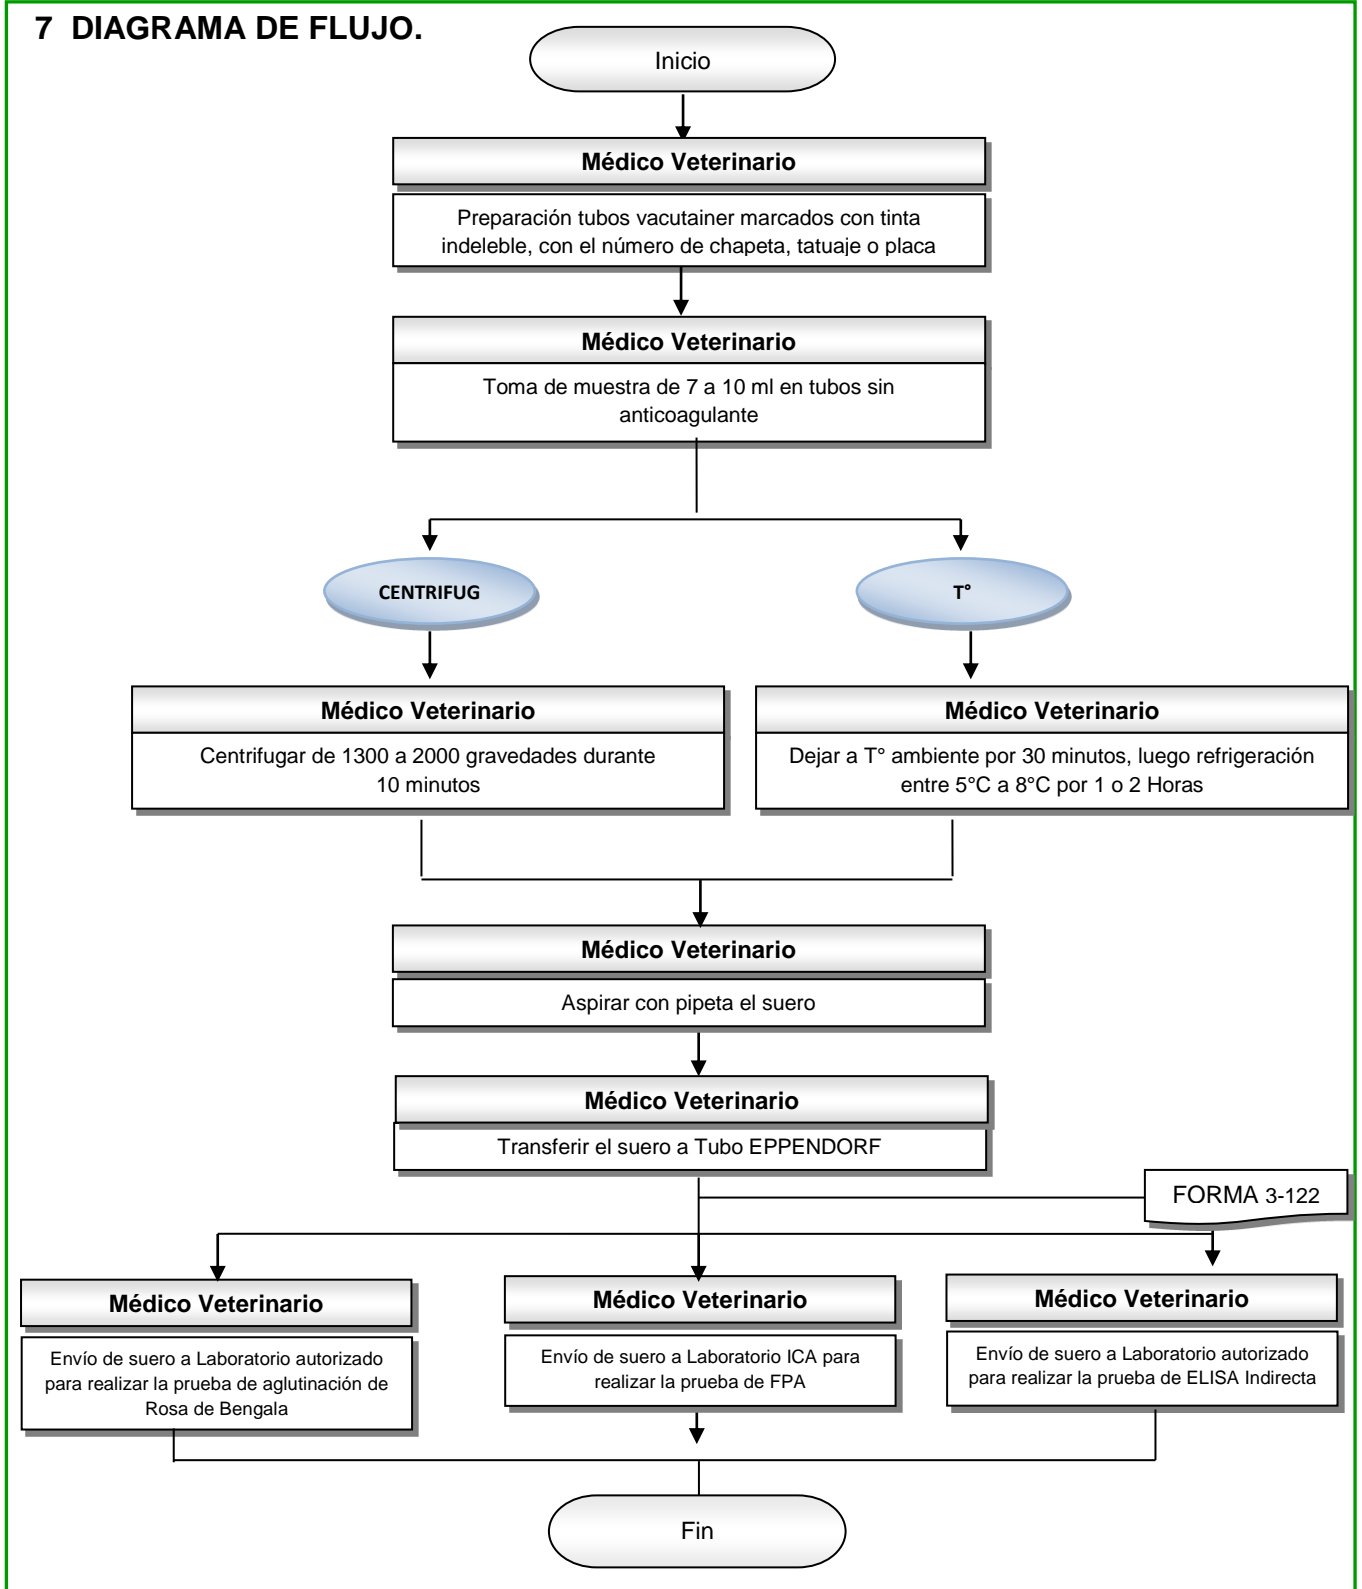 7 DIAGRAMA DE FLUJO.
Inicio
Médico Veterinario
Preparación tubos vacutainer marcados con tinta
indeleble, con el número de chapeta, tatuaje o placa
Médico Veterinario
Toma de muestra de 7 a 10 ml en tubos sin
anticoagulante
CENTRIFUG
T°
Médico Veterinario
Centrifugar de 1300 a 2000 gravedades durante
10 minutos
Médico Veterinario
Dejar a T° ambiente por 30 minutos, luego refrigeración
entre 5°C a 8°C por 1 o 2 Horas
Médico Veterinario
Aspirar con pipeta el suero
Médico Veterinario
Transferir el suero a Tubo EPPENDORF
FORMA 3-122
Médico Veterinario
Envío de suero a Laboratorio autorizado
para realizar la prueba de aglutinación de
Rosa de Bengala
Médico Veterinario
Envío de suero a Laboratorio ICA para
realizar la prueba de FPA
Médico Veterinario
Envío de suero a Laboratorio autorizado
para realizar la prueba de ELISA Indirecta
Fin